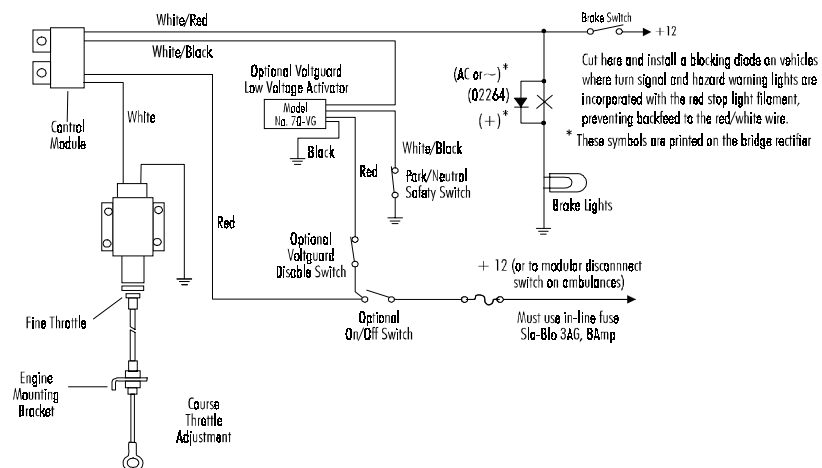 White/Red
Brake Switch
+12
White/Black
Optional Voltguard
Low Voltage Activator
Model
No. 7Q-VG
Control
Module
White
Black
Red
White/Black
Park/Neutral
Safety Switch
(AC or~)*
(Q2264)
(+)*
Cut here and install a blocking diode on vehicles
where turn signal and hazard warning lights are
incorporated with the red stop light filament,
preventing backfeed to the red/white wire.
* These symbols are printed on the bridge rectifier
Brake Lights
Red
Optional
Voltguard
Disable Switch
+ 12 (or to modular disconnnect
switch on ambulances)
Optional
On/Off Switch
Must use in-line fuse
Slo-Blo 3AG, 8Amp
Fine Throttle
Engine
Mounting
Bracket
Course
Throttle
Adjustment